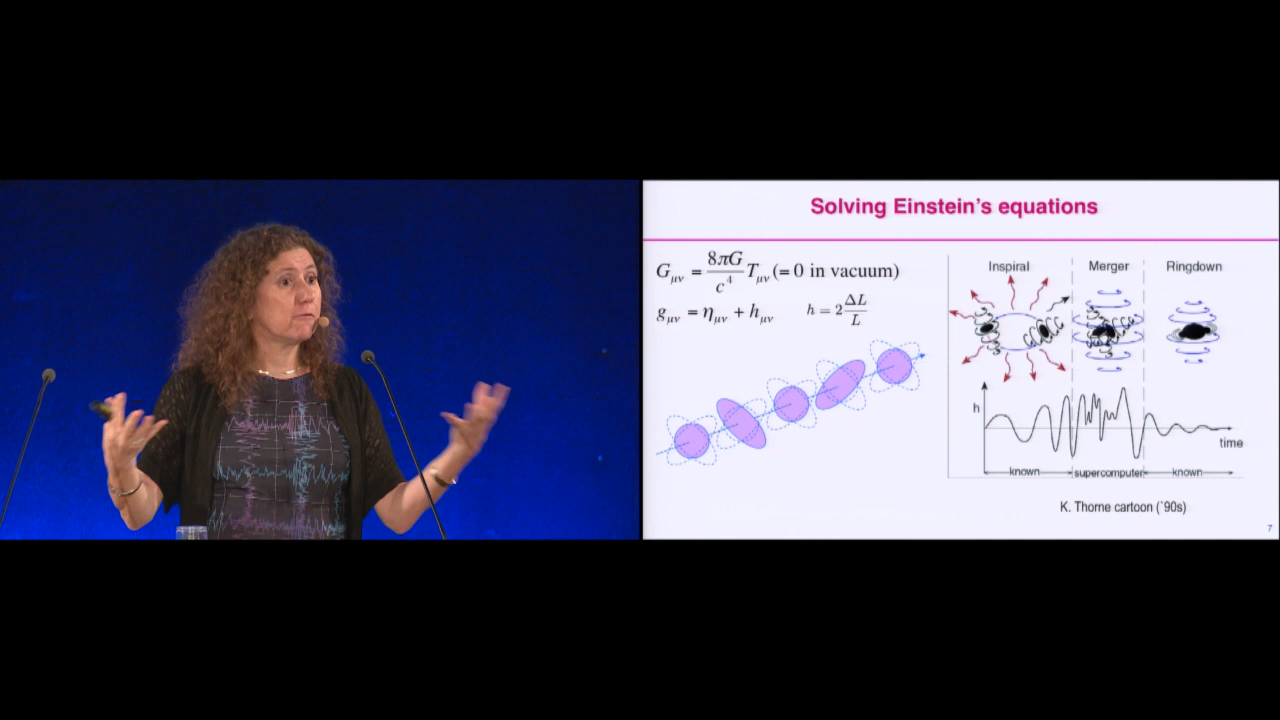 Solving Einstein's equations
G_μν = 8πG/c⁴ T_μν (= 0 in vacuum)
g_μν = η_μν + h_μν    h = 2 ΔL/L
Inspiral Merger Ringdown
h
time
known supercomputer known
K. Thorne cartoon (`90s)
7